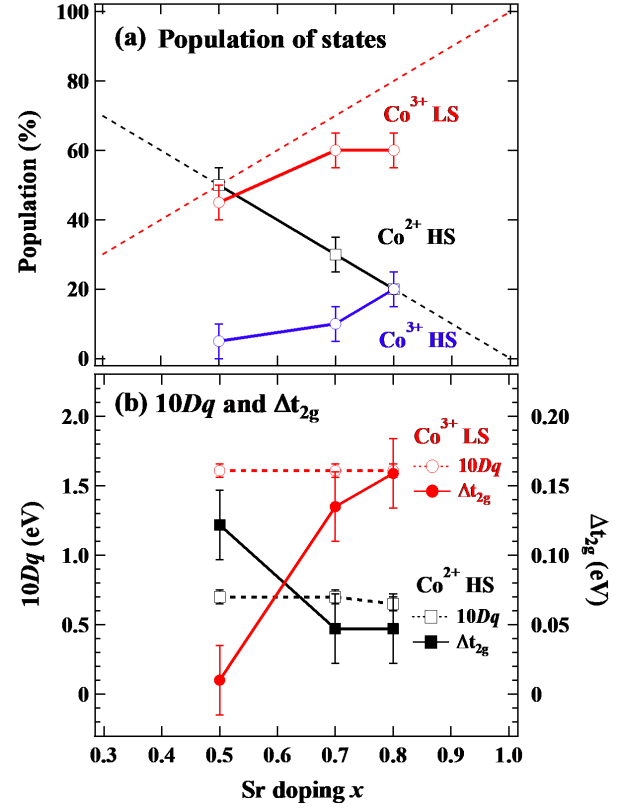 (a) Population of states
100
80
60
40
20
0
Population (%)
Co³⁺ LS
Co²⁺ HS
Co³⁺ HS
(b) 10Dq and Δt₂g
2.0
1.5
1.0
0.5
0
10Dq (eV)
0.20
0.15
0.10
0.05
0
Δt₂g (eV)
Co³⁺ LS
10Dq
Δt₂g
Co²⁺ HS
10Dq
Δt₂g
0.3 0.4 0.5 0.6 0.7 0.8 0.9 1.0
Sr doping x